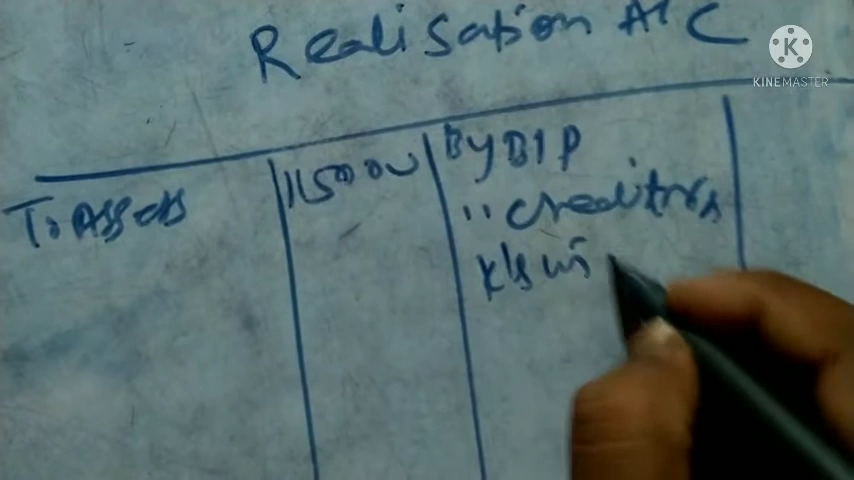 Realisation A/C
K
KINEMASTER
To Assets
115000
By B/P
" creditors
K's